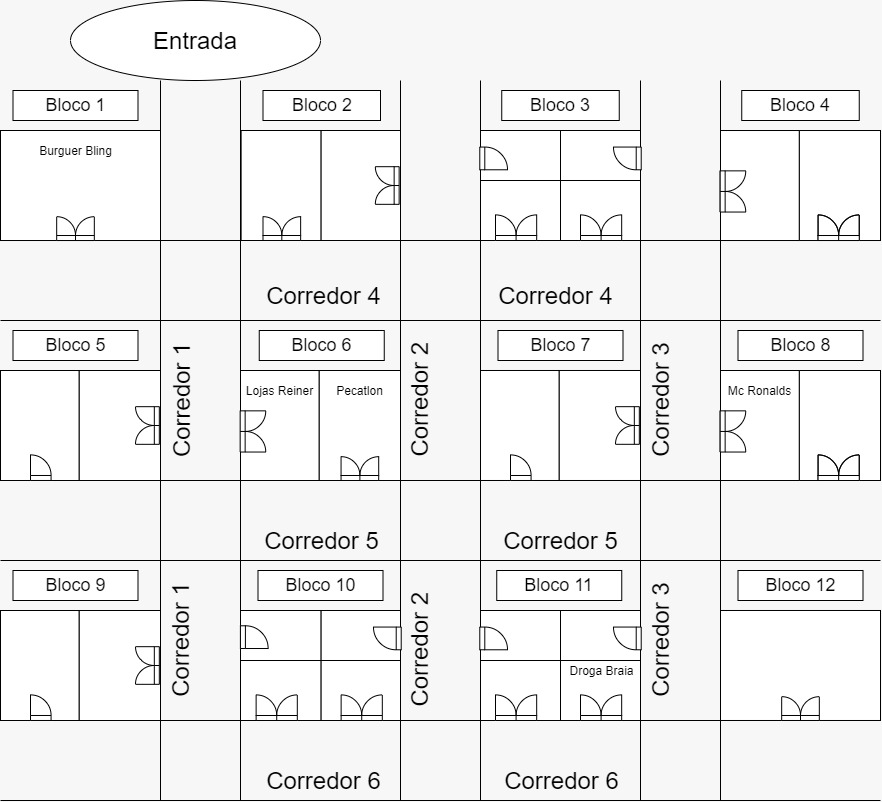 Entrada
Bloco 1
Bloco 2
Bloco 3
Bloco 4
Burguer Bling
Corredor 4
Corredor 4
Bloco 5
Bloco 6
Bloco 7
Bloco 8
Corredor 1
Corredor 2
Corredor 3
Lojas Reiner
Pecatlon
Mc Ronalds
Corredor 5
Corredor 5
Bloco 9
Bloco 10
Bloco 11
Bloco 12
Corredor 1
Corredor 2
Corredor 3
Droga Braia
Corredor 6
Corredor 6